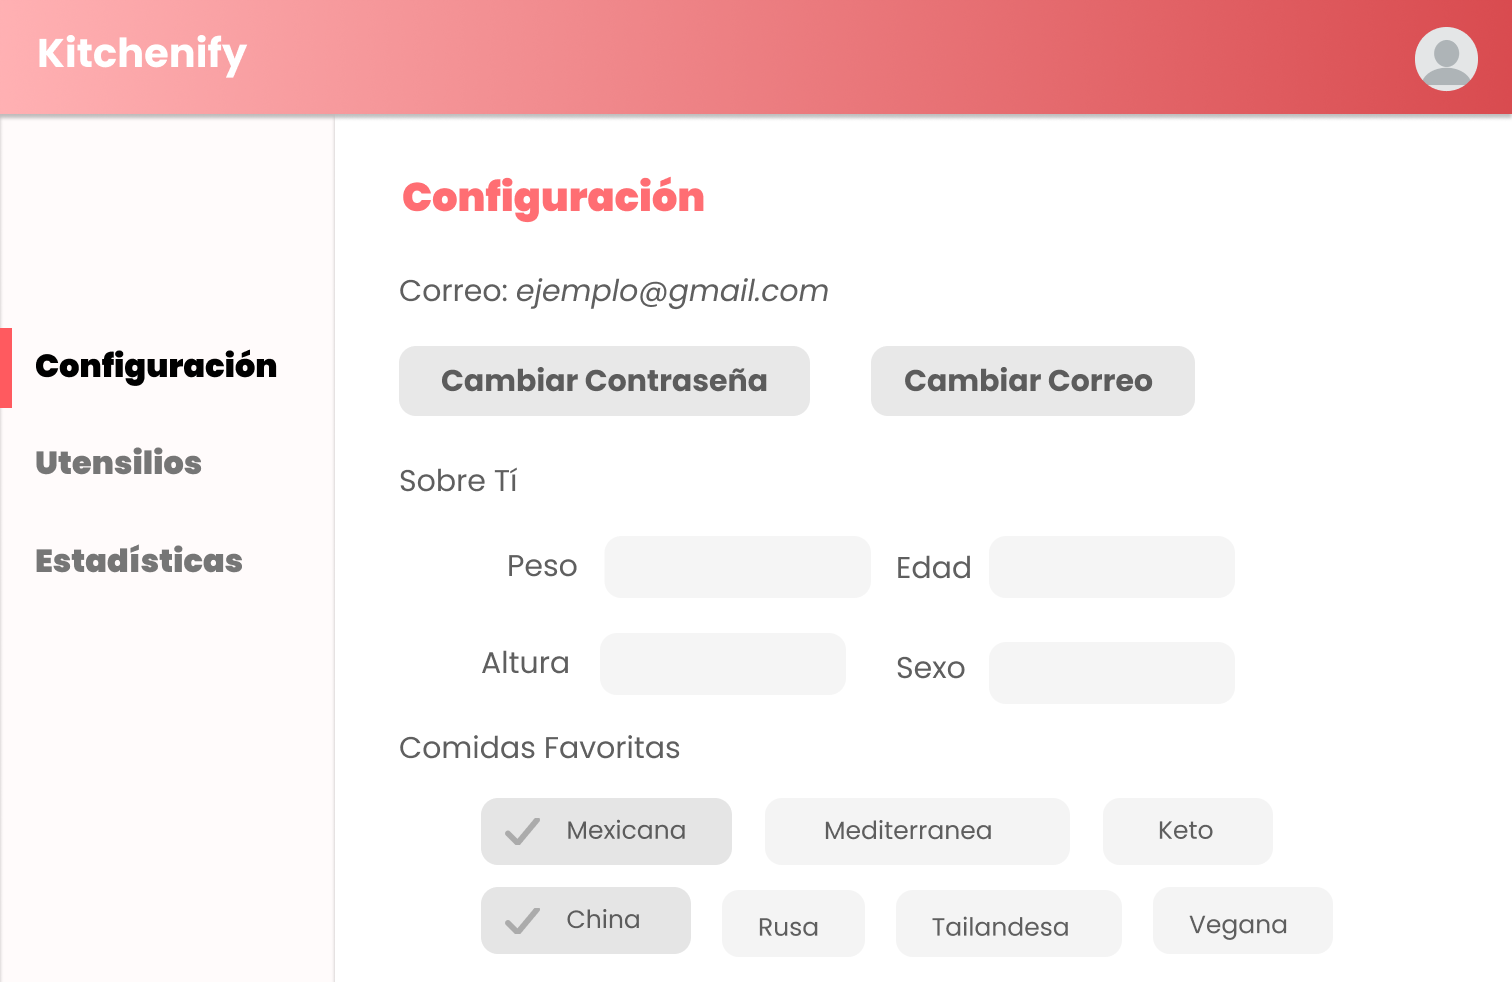 Kitchenify
Configuración
Utensilios
Estadísticas
Configuración
Correo: ejemplo@gmail.com
Cambiar Contraseña
Cambiar Correo
Sobre Tí
Peso
Edad
Altura
Sexo
Comidas Favoritas
Mexicana
Mediterranea
Keto
China
Rusa
Tailandesa
Vegana